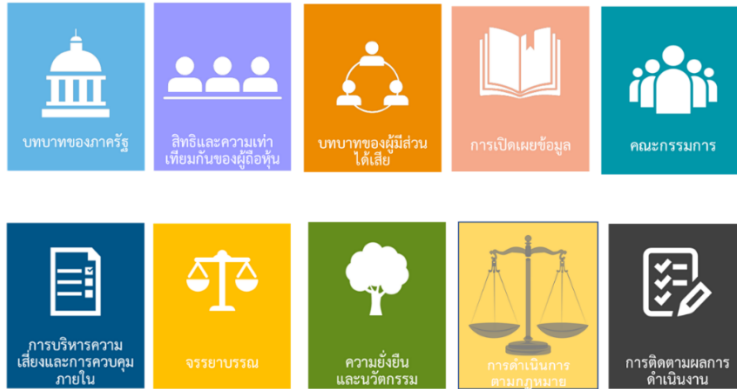 บทบาทของภาครัฐ
สิทธิและความเท่า
เทียมกันของผู้ถือหุ้น
บทบาทของผู้มีส่วน
ได้เสีย
การเปิดเผยข้อมูล
คณะกรรมการ
การบริหารความ
เสี่ยงและการควบคุม
ภายใน
จรรยาบรรณ
ความยั่งยืน
และนวัตกรรม
การดำเนินการ
ตามกฎหมาย
การติดตามผลการ
ดำเนินงาน